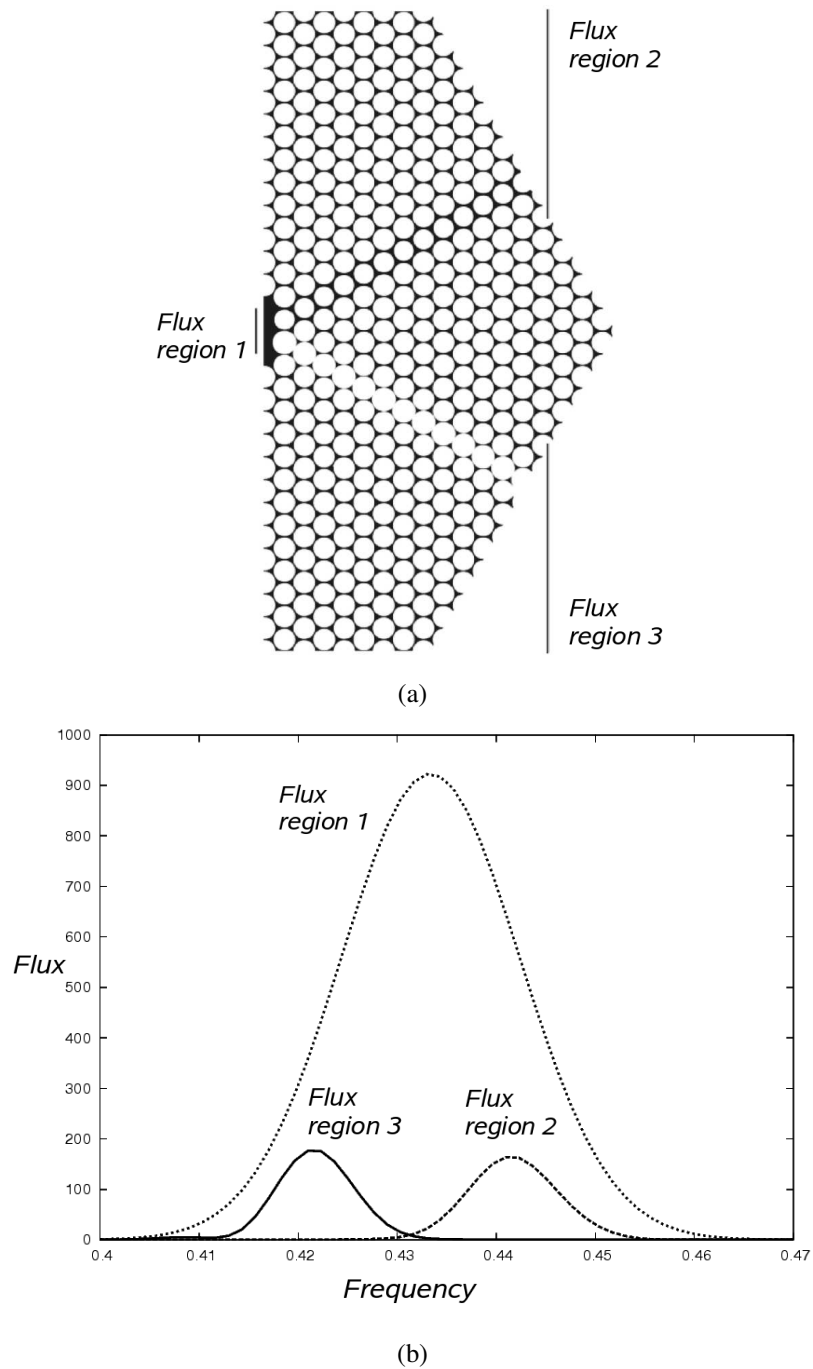 Flux
region 2
Flux
region 1
Flux
region 3
(a)
1000
900
800
700
600
500
400
300
200
100
0
Flux
Flux
region 1
Flux
region 3
Flux
region 2
0.4 0.41 0.42 0.43 0.44 0.45 0.46 0.47
Frequency
(b)